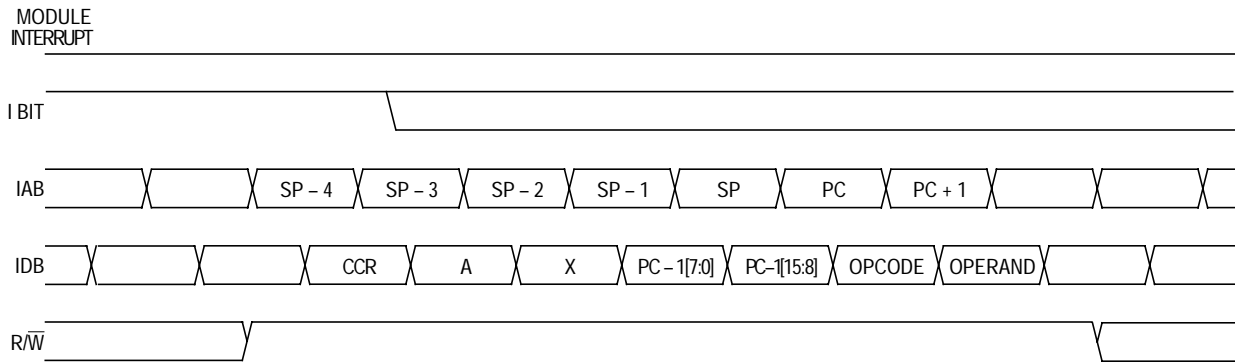 MODULE
INTERRUPT
I BIT
IAB SP – 4 SP – 3 SP – 2 SP – 1 SP PC PC + 1
IDB CCR A X PC – 1[7:0] PC–1[15:8] OPCODE OPERAND
R/W̅